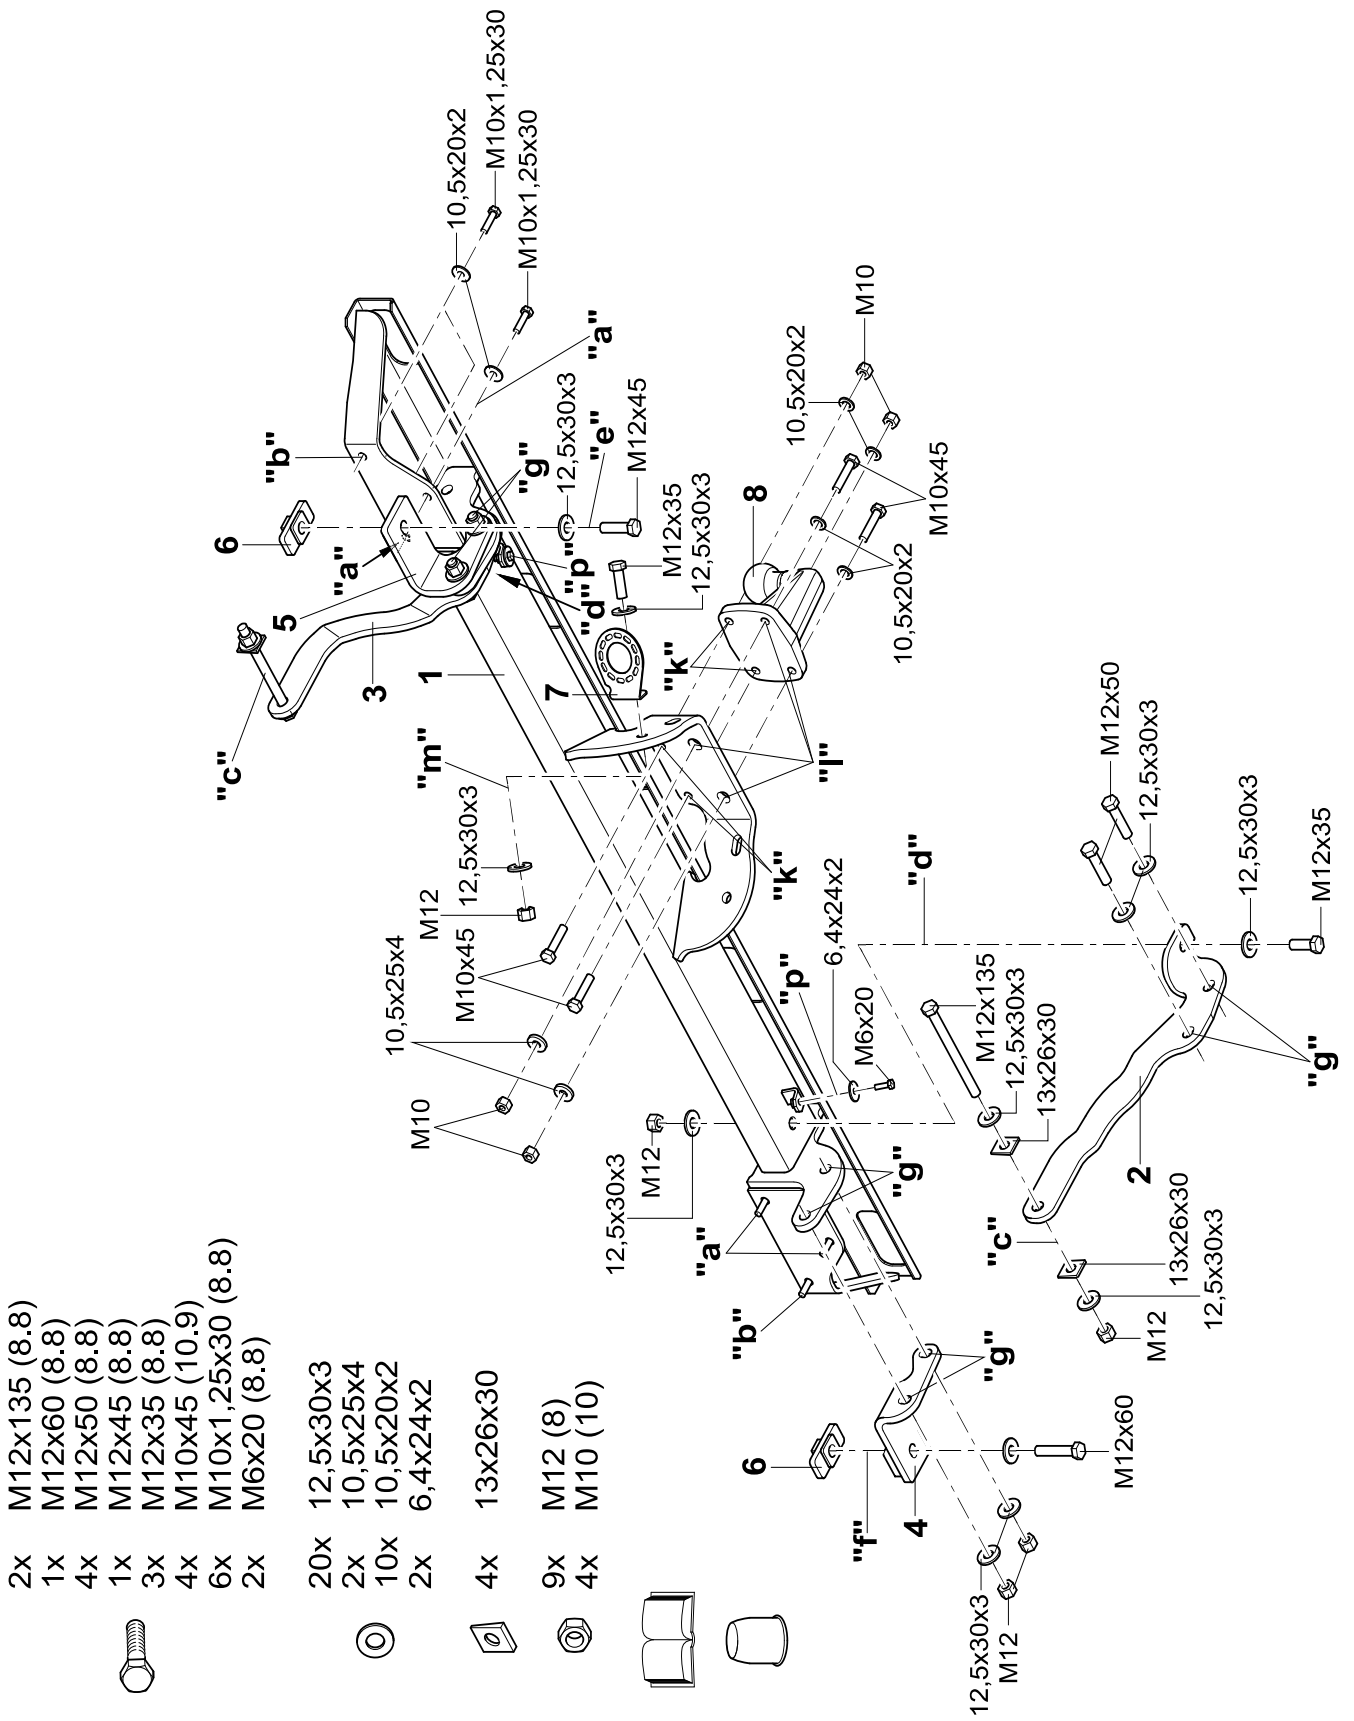 2x M12x135 (8.8)
1x M12x60 (8.8)
4x M12x50 (8.8)
1x M12x45 (8.8)
3x M12x35 (8.8)
4x M10x45 (10.9)
6x M10x1,25x30 (8.8)
2x M6x20 (8.8)
20x 12,5x30x3
2x 10,5x25x4
10x 10,5x20x2
2x 6,4x24x2
4x 13x26x30
9x M12 (8)
4x M10 (10)
10,5x20x2
M10x1,25x30
M10x1,25x30
"a"
"b"
6
"a"
5
"c"
3
1
"g"
12,5x30x3
"e"
M12x45
"p"
"d"
M12x35
12,5x30x3
7
"m"
12,5x30x3
M12
M10x45
10,5x25x4
M10
10,5x20x2
M10
M10x45
8
10,5x20x2
"k"
"l"
"k"
6,4x24x2
M6x20
"p"
M12
12,5x30x3
"g"
"a"
"b"
"d"
M12x50
12,5x30x3
12,5x30x3
M12x35
M12x135
12,5x30x3
13x26x30
"g"
2
"c"
13x26x30
12,5x30x3
M12
"g"
6
"f"
4
M12x60
12,5x30x3
M12